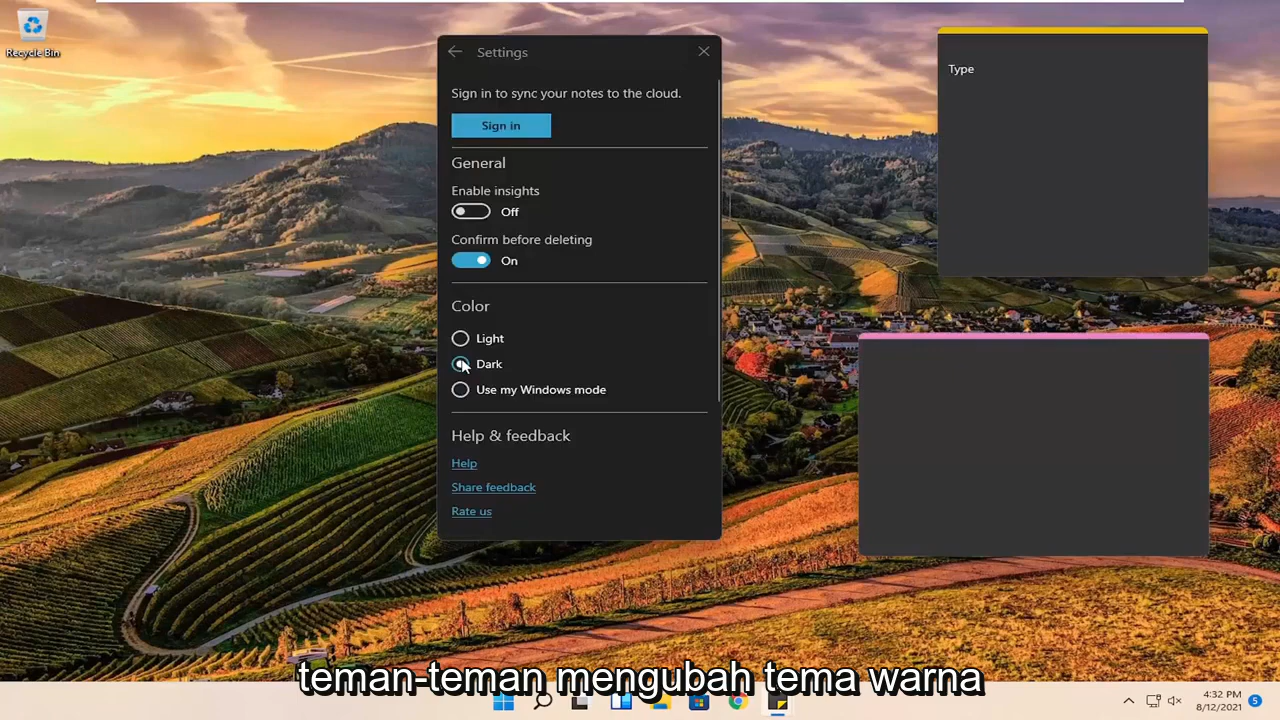 Recycle Bin
Settings
Sign in to sync your notes to the cloud.
Sign in
General
Enable insights
Off
Confirm before deleting
On
Color
Light
Dark
Use my Windows mode
Help & feedback
Help
Share feedback
Rate us
Type
teman-teman mengubah tema warna
4:32 PM
8/12/2021
5